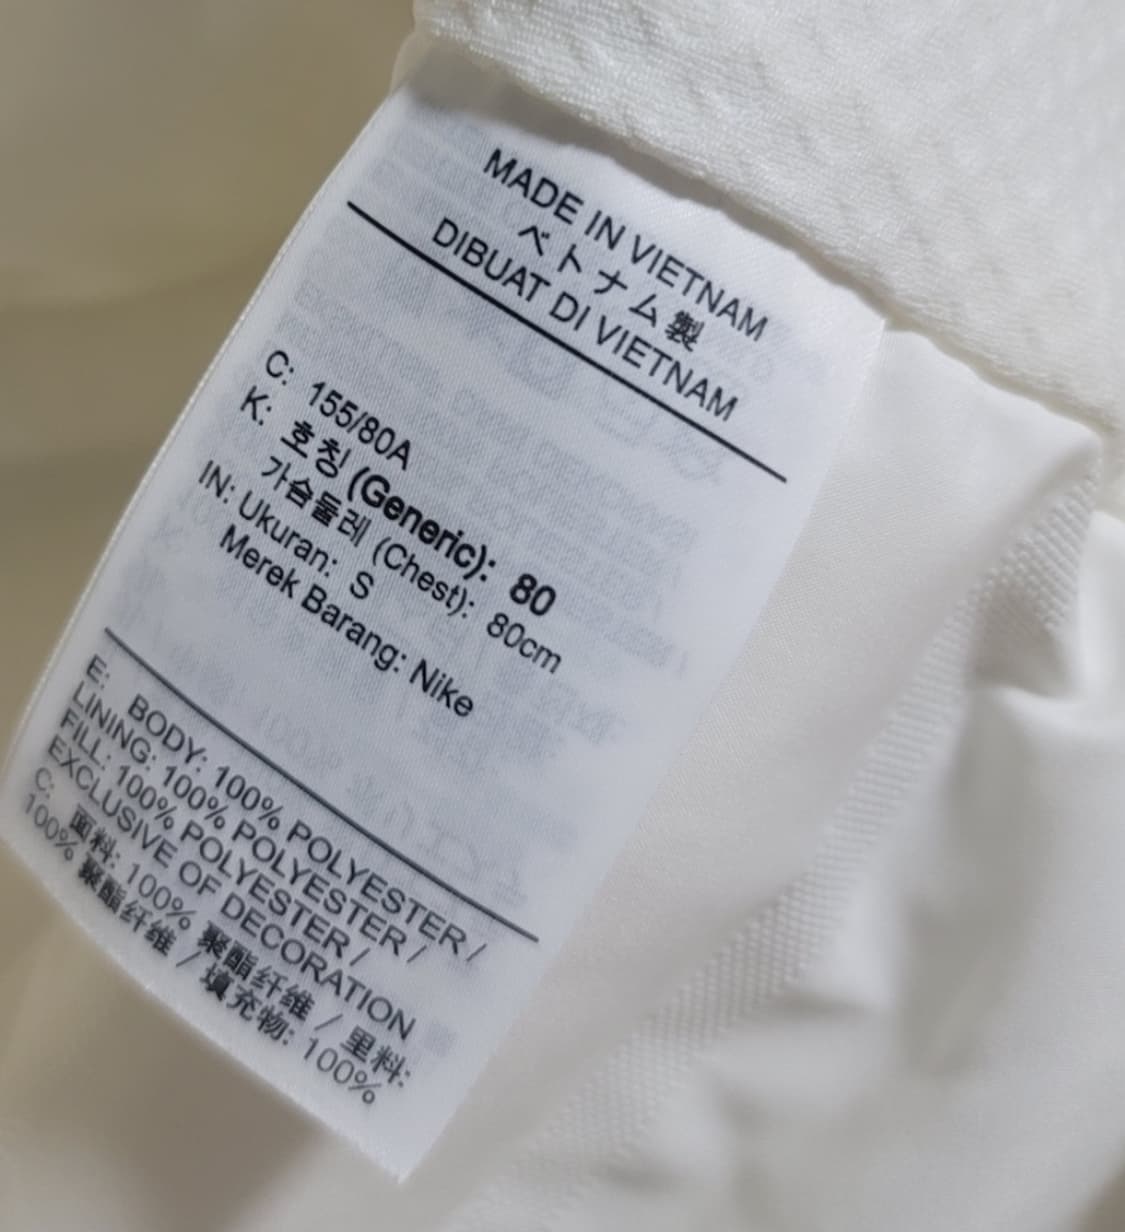 MADE IN VIETNAM
ベトナム製
DIBUAT DI VIETNAM
C: 155/80A
K: 호칭 (Generic): 80
가슴둘레 (Chest): 80cm
IN: Ukuran: S
Merek Barang: Nike
E: BODY: 100% POLYESTER /
LINING: 100% POLYESTER /
FILL: 100% POLYESTER /
EXCLUSIVE OF DECORATION
C: 面料: 100% 聚酯纤维 / 里料:
100% 聚酯纤维 / 填充物: 100%